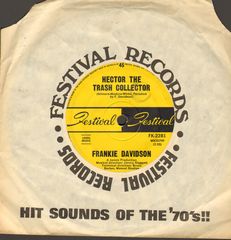 FESTIVAL RECORDS
45
HECTOR THE
TRASH COLLECTOR
Festival Festival
FK-2281
FRANKIE DAVIDSON
FESTIVAL RECORDS
HIT SOUNDS OF THE '70's!!